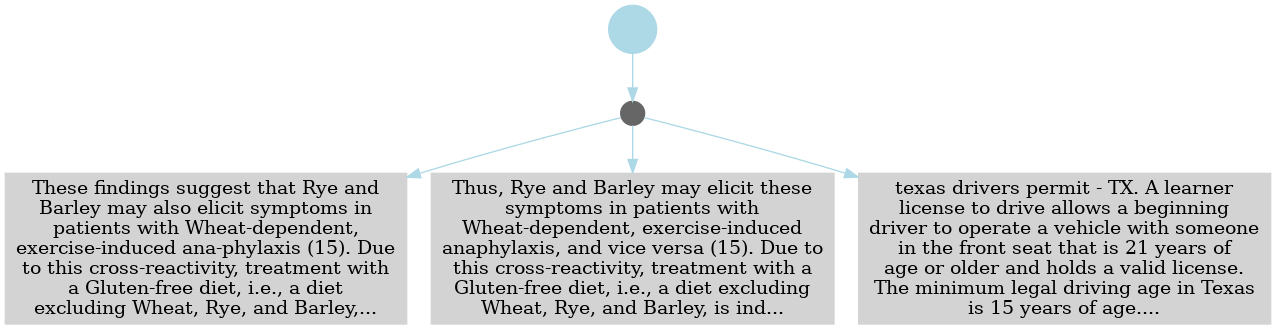 These findings suggest that Rye and
Barley may also elicit symptoms in
patients with Wheat-dependent,
exercise-induced ana-phylaxis (15). Due
to this cross-reactivity, treatment with
a Gluten-free diet, i.e., a diet
excluding Wheat, Rye, and Barley,...
Thus, Rye and Barley may elicit these
symptoms in patients with
Wheat-dependent, exercise-induced
anaphylaxis, and vice versa (15). Due to
this cross-reactivity, treatment with a
Gluten-free diet, i.e., a diet excluding
Wheat, Rye, and Barley, is ind...
texas drivers permit - TX. A learner
license to drive allows a beginning
driver to operate a vehicle with someone
in the front seat that is 21 years of
age or older and holds a valid license.
The minimum legal driving age in Texas
is 15 years of age....